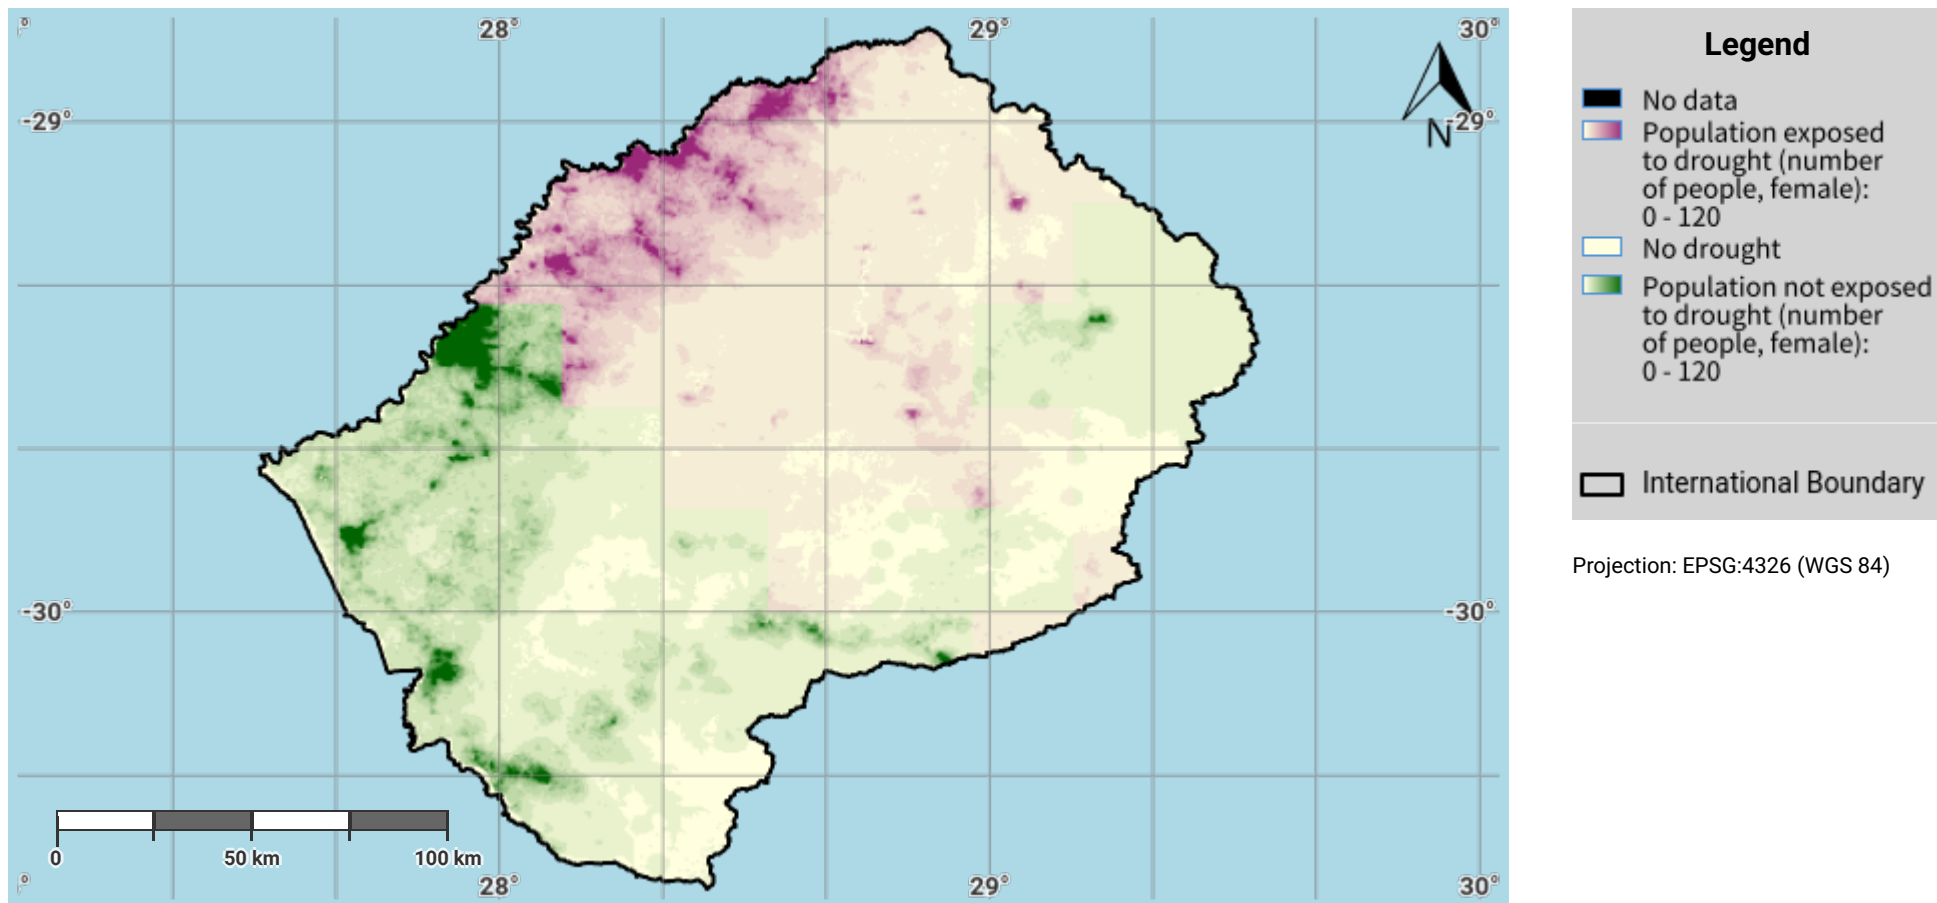 28°
29°
30°
-29°
-29°
N
-30°
-30°
0
50 km
100 km
28°
29°
30°
Legend
No data
Population exposed
to drought (number
of people, female):
0 - 120
No drought
Population not exposed
to drought (number
of people, female):
0 - 120
International Boundary
Projection: EPSG:4326 (WGS 84)